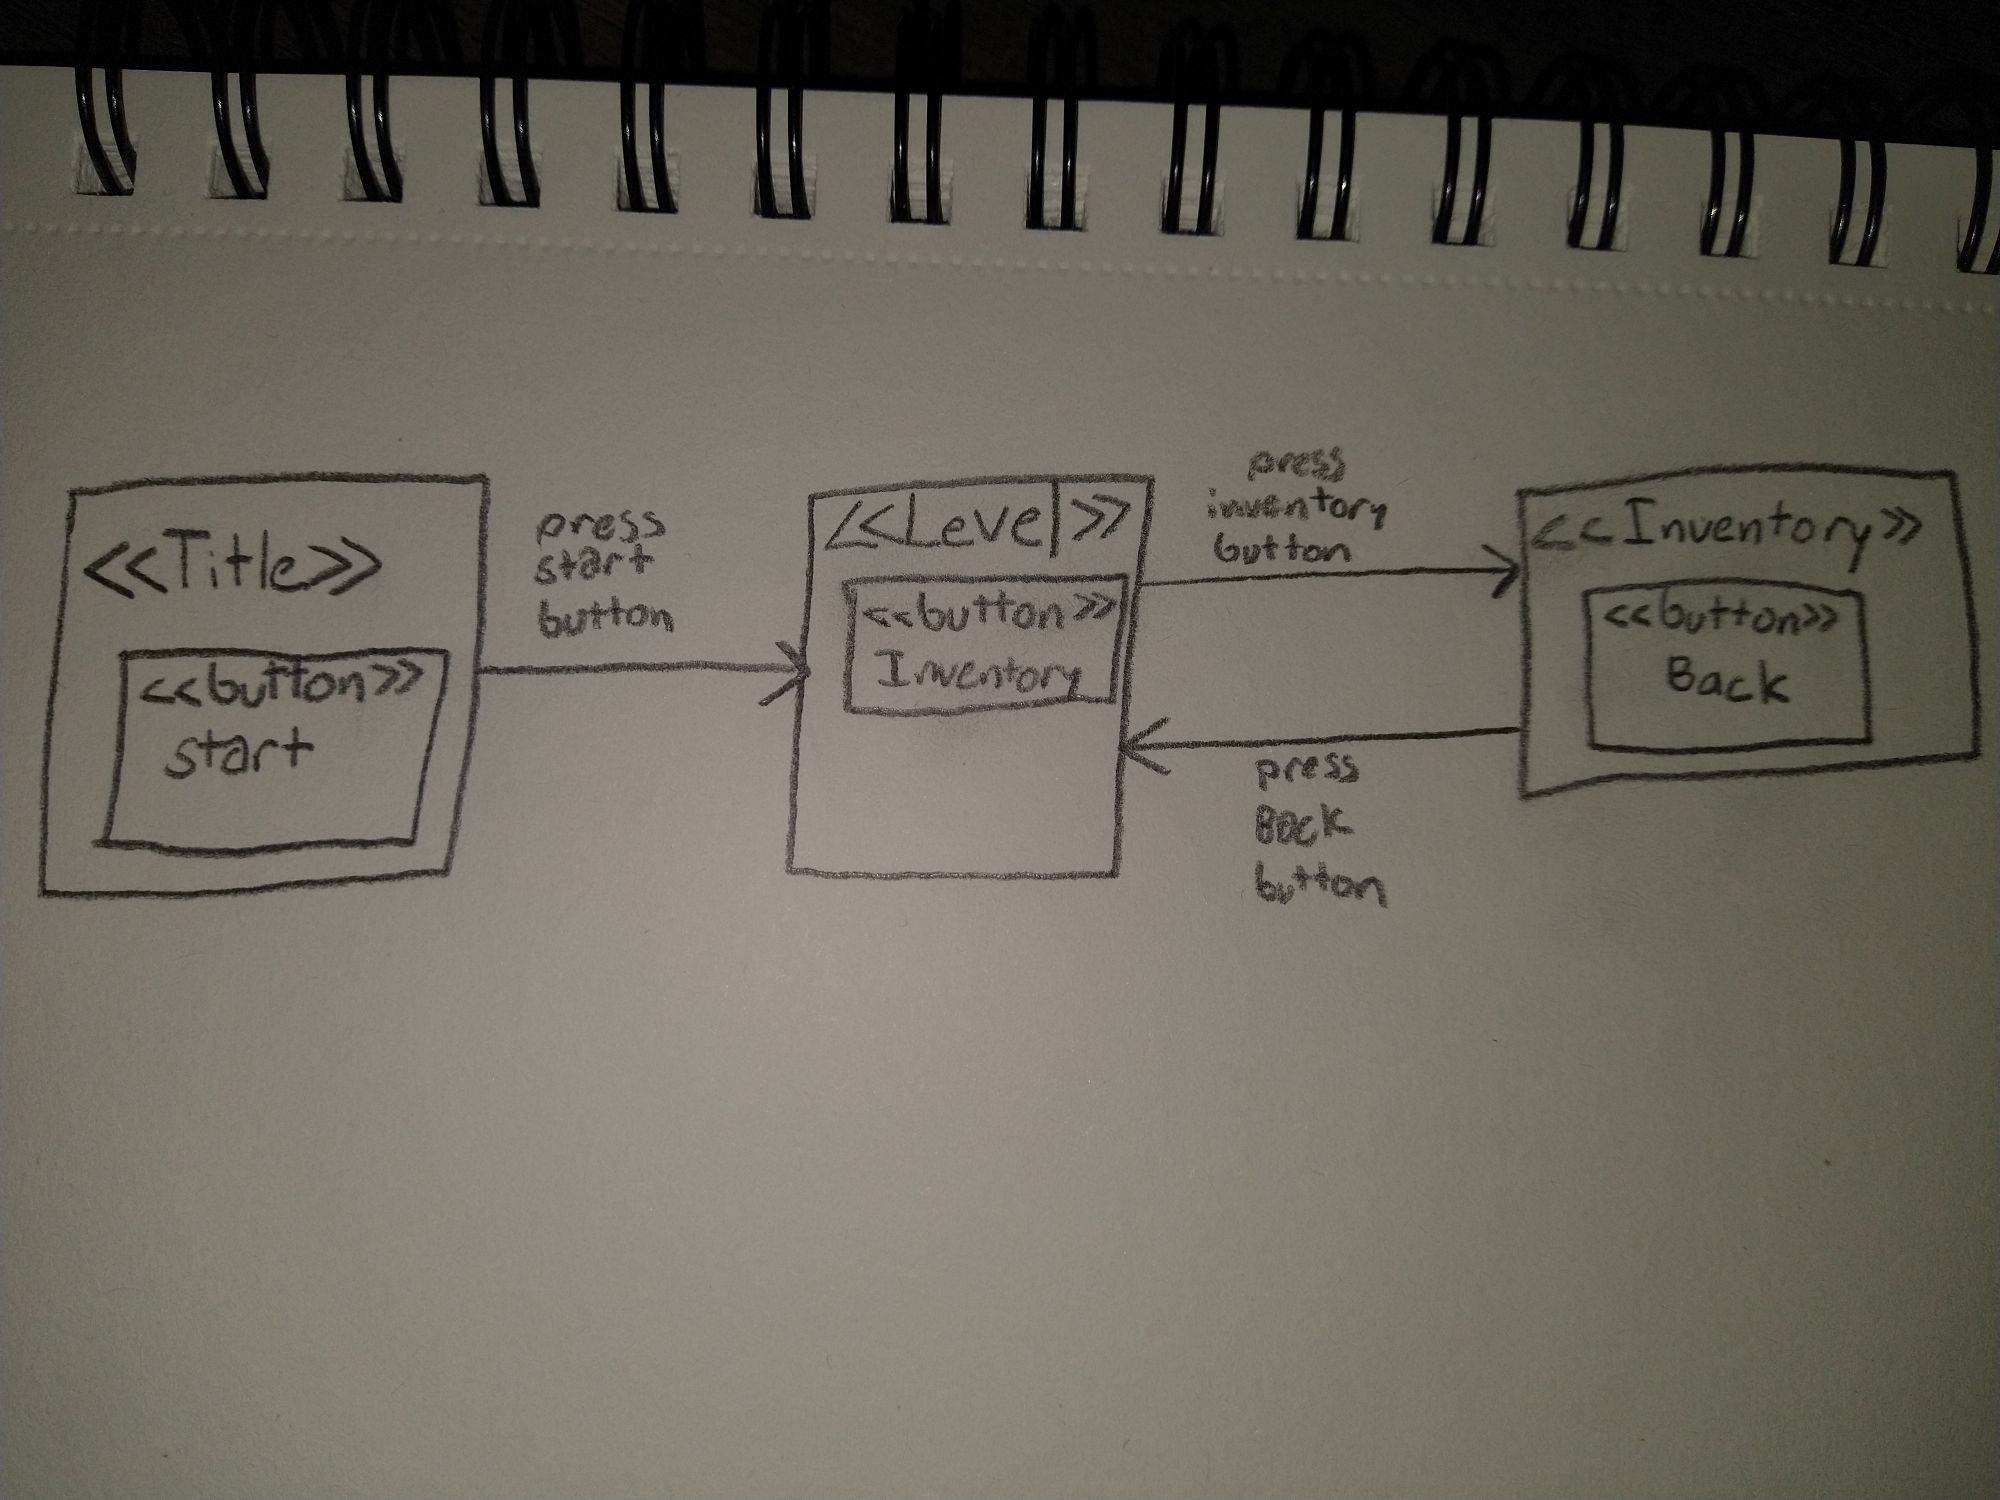 <<Title>>
<<button>>
start
press
start
button
<<Level>>
<<button>>
Inventory
press
inventory
button
press
Back
button
<<Inventory>>
<<button>>
Back